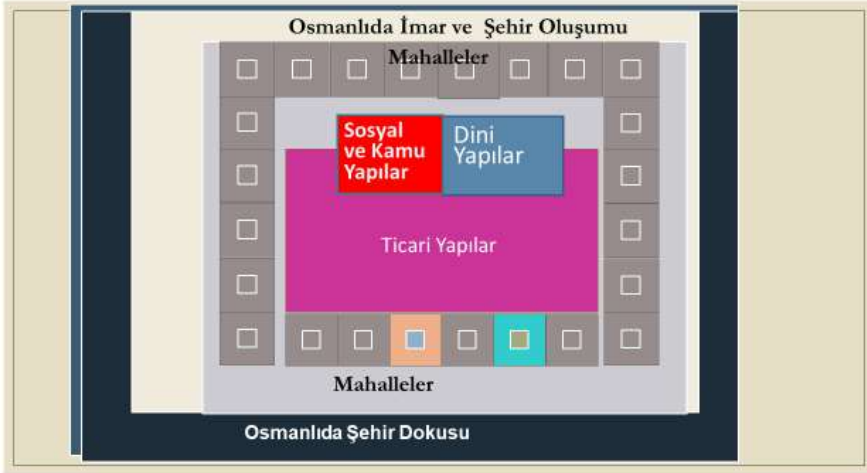 Osmanlıda İmar ve Şehir Oluşumu
Mahalleler
Sosyal
ve Kamu
Yapılar
Dini
Yapılar
Ticari Yapılar
Mahalleler
Osmanlıda Şehir Dokusu